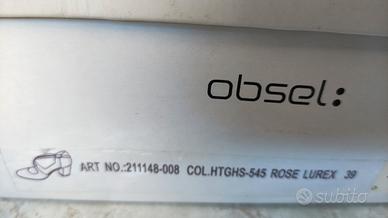 obsel:
ART NO.:211148-008 COL.HTGHS-545 ROSE LUREX 39
subito